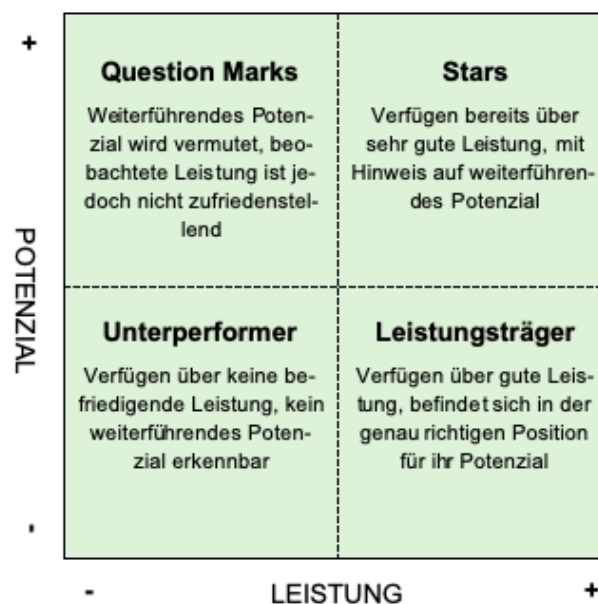 +
Question Marks
Weiterführendes Poten-
zial wird vermutet, beo-
bachtete Leistung ist je-
doch nicht zufriedenstel-
lend
Stars
Verfügen bereits über
sehr gute Leistung, mit
Hinweis auf weiterführen-
des Potenzial
POTENZIAL
Unterperformer
Verfügen über keine be-
friedigende Leistung, kein
weiterführendes Poten-
zial erkennbar
Leistungsträger
Verfügen über gute Leis-
tung, befindet sich in der
genau richtigen Position
für ihr Potenzial
-
- LEISTUNG +